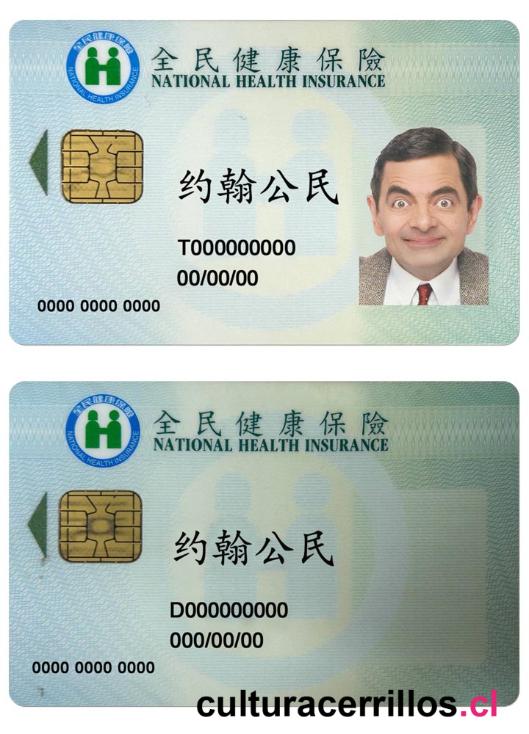 全民健康保險
NATIONAL HEALTH INSURANCE
全民健康保險
NATIONAL HEALTH INSURANCE
约翰公民
T000000000
00/00/00
0000 0000 0000
全民健康保險
NATIONAL HEALTH INSURANCE
全民健康保險
NATIONAL HEALTH INSURANCE
约翰公民
D000000000
000/00/00
0000 0000 0000
culturacerrillos.cl